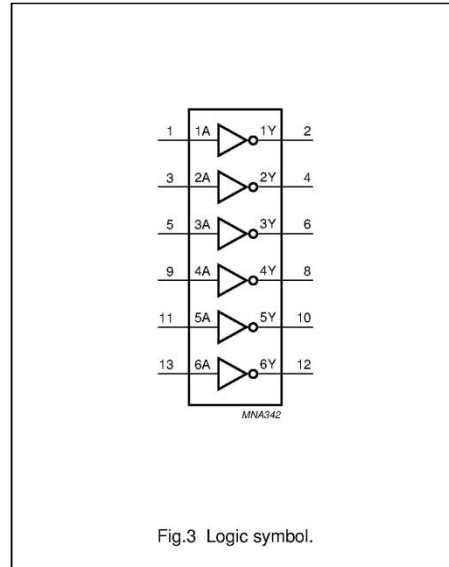 1 1A 1Y 2
3 2A 2Y 4
5 3A 3Y 6
9 4A 4Y 8
11 5A 5Y 10
13 6A 6Y 12
MNA342
Fig.3 Logic symbol.